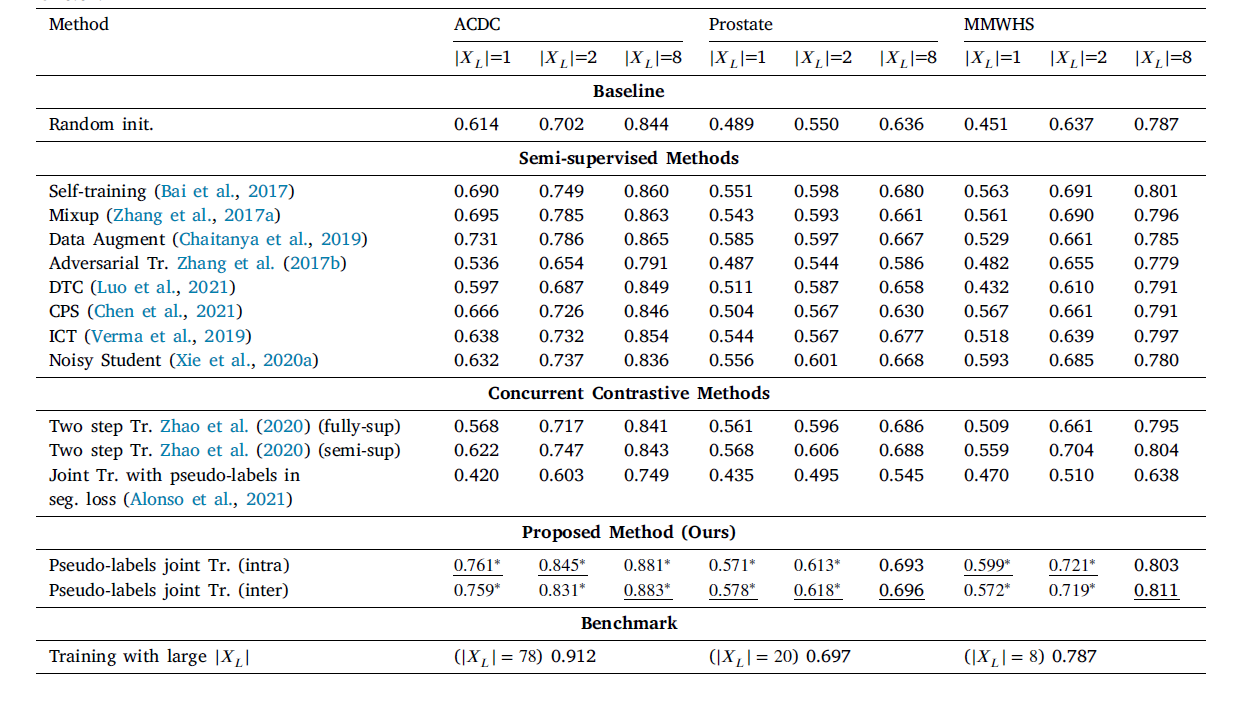 Method ACDC Prostate MMWHS
|X_L|=1 |X_L|=2 |X_L|=8 |X_L|=1 |X_L|=2 |X_L|=8 |X_L|=1 |X_L|=2 |X_L|=8
Baseline
Random init. 0.614 0.702 0.844 0.489 0.550 0.636 0.451 0.637 0.787
Semi-supervised Methods
Self-training (Bai et al., 2017) 0.690 0.749 0.860 0.551 0.598 0.680 0.563 0.691 0.801
Mixup (Zhang et al., 2017a) 0.695 0.785 0.863 0.543 0.593 0.661 0.561 0.690 0.796
Data Augment (Chaitanya et al., 2019) 0.731 0.786 0.865 0.585 0.597 0.667 0.529 0.661 0.785
Adversarial Tr. Zhang et al. (2017b) 0.536 0.654 0.791 0.487 0.544 0.586 0.482 0.655 0.779
DTC (Luo et al., 2021) 0.597 0.687 0.849 0.511 0.587 0.658 0.432 0.610 0.791
CPS (Chen et al., 2021) 0.666 0.726 0.846 0.504 0.567 0.630 0.567 0.661 0.791
ICT (Verma et al., 2019) 0.638 0.732 0.854 0.544 0.567 0.677 0.518 0.639 0.797
Noisy Student (Xie et al., 2020a) 0.632 0.737 0.836 0.556 0.601 0.668 0.593 0.685 0.780
Concurrent Contrastive Methods
Two step Tr. Zhao et al. (2020) (fully-sup) 0.568 0.717 0.841 0.561 0.596 0.686 0.509 0.661 0.795
Two step Tr. Zhao et al. (2020) (semi-sup) 0.622 0.747 0.843 0.568 0.606 0.688 0.559 0.704 0.804
Joint Tr. with pseudo-labels in 0.420 0.603 0.749 0.435 0.495 0.545 0.470 0.510 0.638
seg. loss (Alonso et al., 2021)
Proposed Method (Ours)
Pseudo-labels joint Tr. (intra) 0.761* 0.845* 0.881* 0.571* 0.613* 0.693 0.599* 0.721* 0.803
Pseudo-labels joint Tr. (inter) 0.759* 0.831* 0.883* 0.578* 0.618* 0.696 0.572* 0.719* 0.811
Benchmark
Training with large |X_L| (|X_L| = 78) 0.912 (|X_L| = 20) 0.697 (|X_L| = 8) 0.787